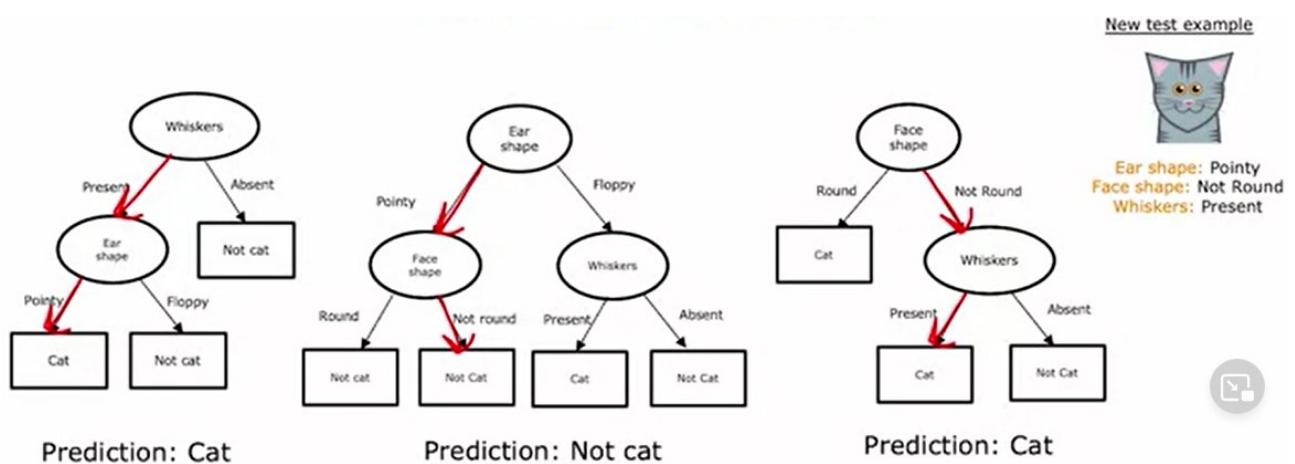 New test example
Ear shape: Pointy
Face shape: Not Round
Whiskers: Present
Whiskers
Present
Absent
Ear
shape
Not cat
Pointy
Floppy
Cat
Not cat
Prediction: Cat
Ear
shape
Pointy
Floppy
Face
shape
Whiskers
Round
Not round
Present
Absent
Not cat
Not Cat
Cat
Not Cat
Prediction: Not cat
Face
shape
Round
Not Round
Cat
Whiskers
Present
Absent
Cat
Not Cat
Prediction: Cat